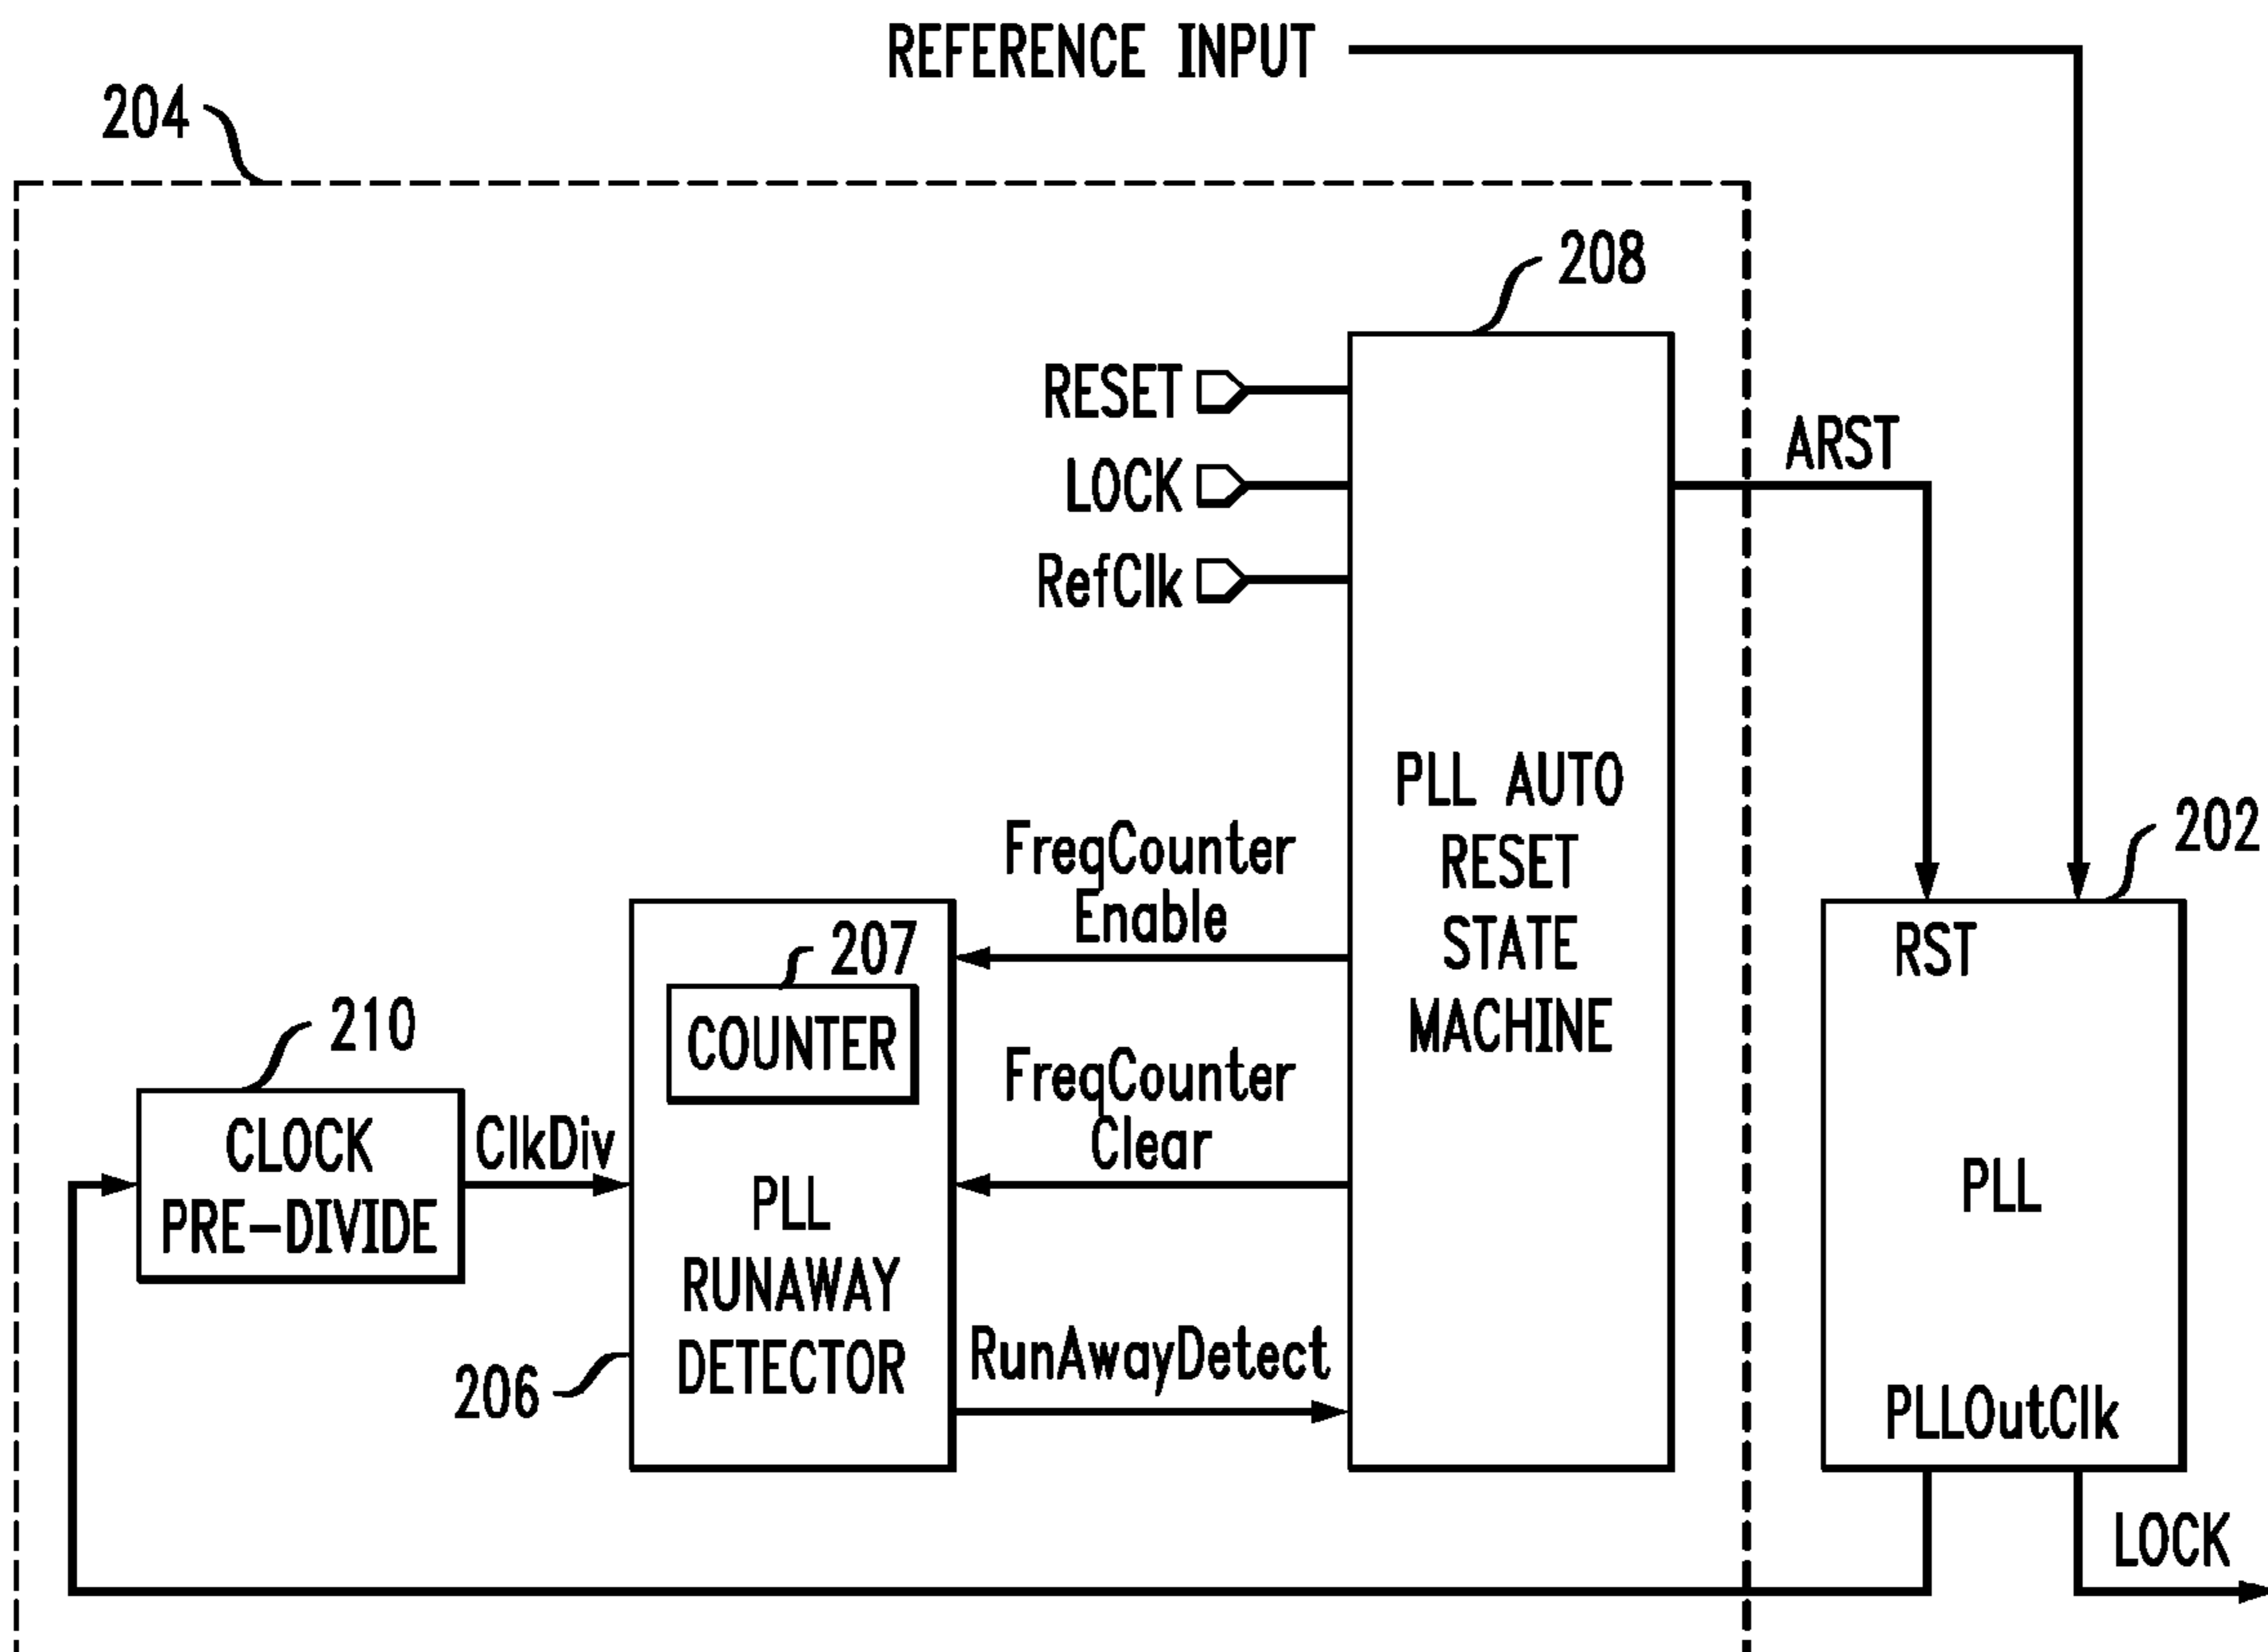 REFERENCE INPUT
204
208
RESET
LOCK
RefClk
ARST
PLL AUTO
RESET
STATE
MACHINE
202
FreqCounter
Enable
207
COUNTER
RST
210
CLOCK
PRE-DIVIDE
ClkDiv
FreqCounter
Clear
PLL
RUNAWAY
DETECTOR
206
RunAwayDetect
PLL
PLLOutClk
LOCK